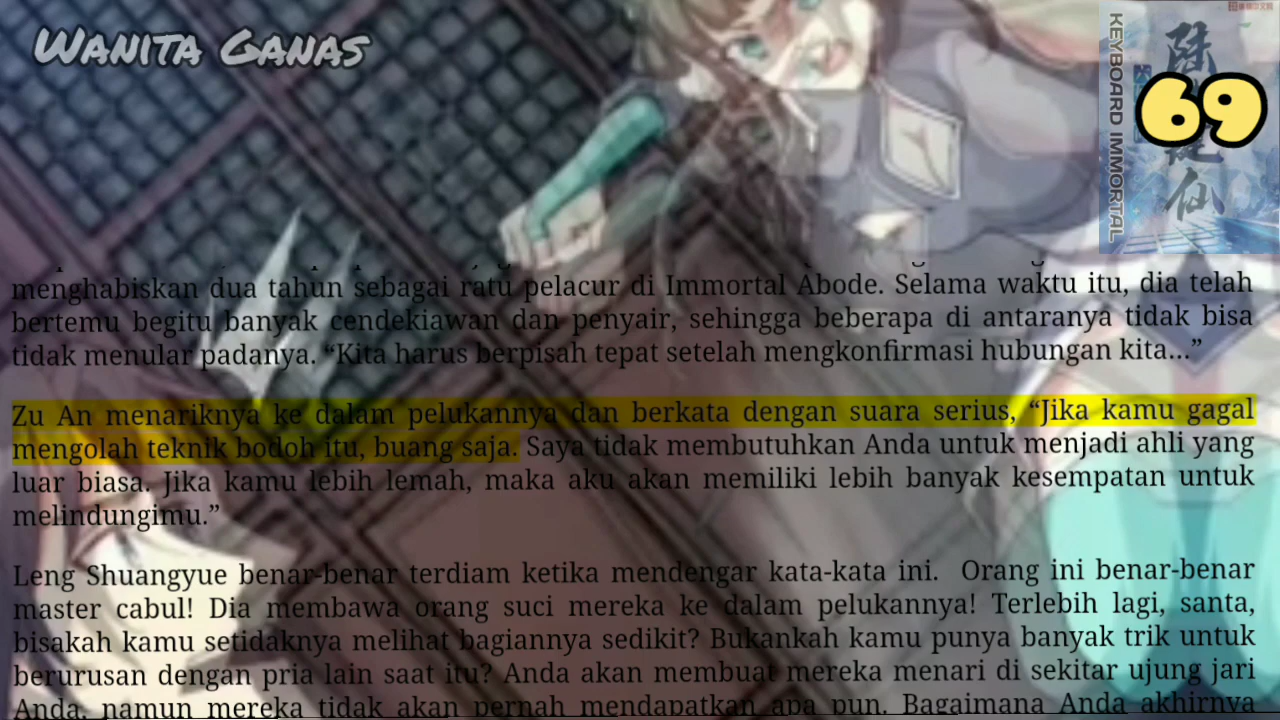 Wanita Ganas
KEYBOARD IMMORTAL
69
仙
menghabiskan dua tahun sebagai ratu pelacur di Immortal Abode. Selama waktu itu, dia telah
bertemu begitu banyak cendekiawan dan penyair, sehingga beberapa di antaranya tidak bisa
tidak menular padanya. “Kita harus berpisah tepat setelah mengkonfirmasi hubungan kita...”
Zu An menariknya ke dalam pelukannya dan berkata dengan suara serius, “Jika kamu gagal
mengolah teknik bodoh itu, buang saja. Saya tidak membutuhkan Anda untuk menjadi ahli yang
luar biasa. Jika kamu lebih lemah, maka aku akan memiliki lebih banyak kesempatan untuk
melindungimu.”
Leng Shuangyue benar-benar terdiam ketika mendengar kata-kata ini. Orang ini benar-benar
master cabul! Dia membawa orang suci mereka ke dalam pelukannya! Terlebih lagi, santa,
bisakah kamu setidaknya melihat bagiannya sedikit? Bukankah kamu punya banyak trik untuk
berurusan dengan pria lain saat itu? Anda akan membuat mereka menari di sekitar ujung jari
Anda, namun mereka tidak akan pernah mendapatkan apa pun. Bagaimana Anda akhirnya